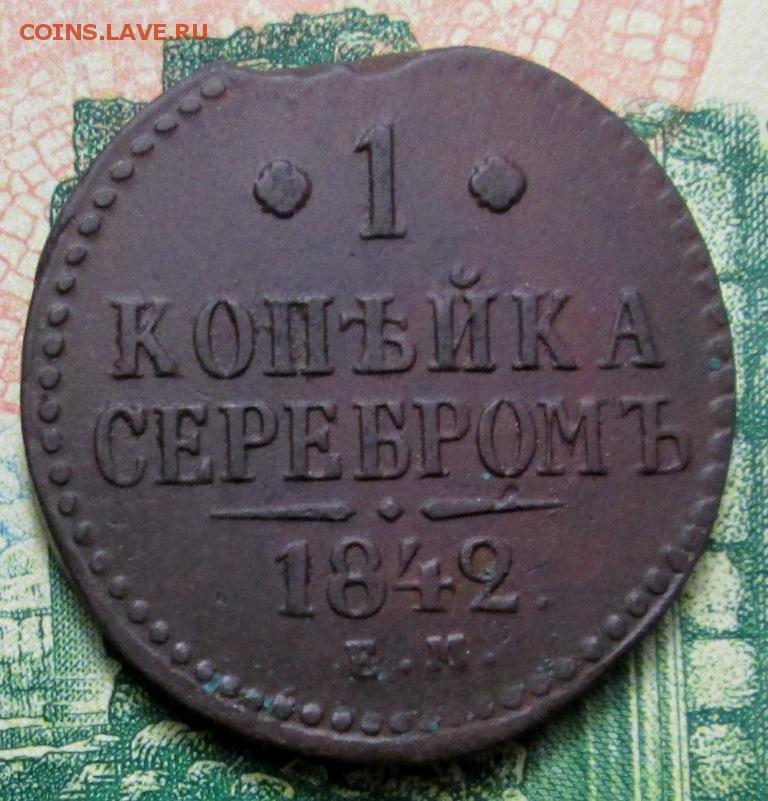 COINS.LAVE.RU
1
КОПѢЙКА
СЕРЕБРОМЪ
1842.
Е.М.